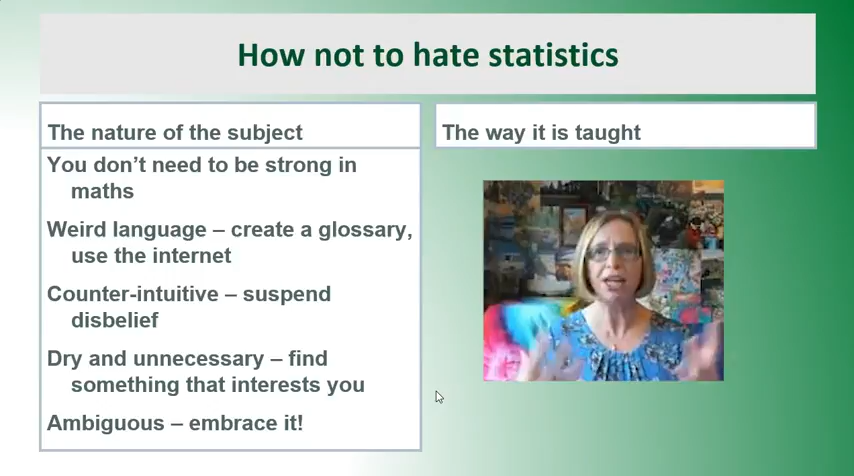 How not to hate statistics
The nature of the subject
The way it is taught
You don’t need to be strong in
maths
Weird language – create a glossary,
use the internet
Counter-intuitive – suspend
disbelief
Dry and unnecessary – find
something that interests you
Ambiguous – embrace it!